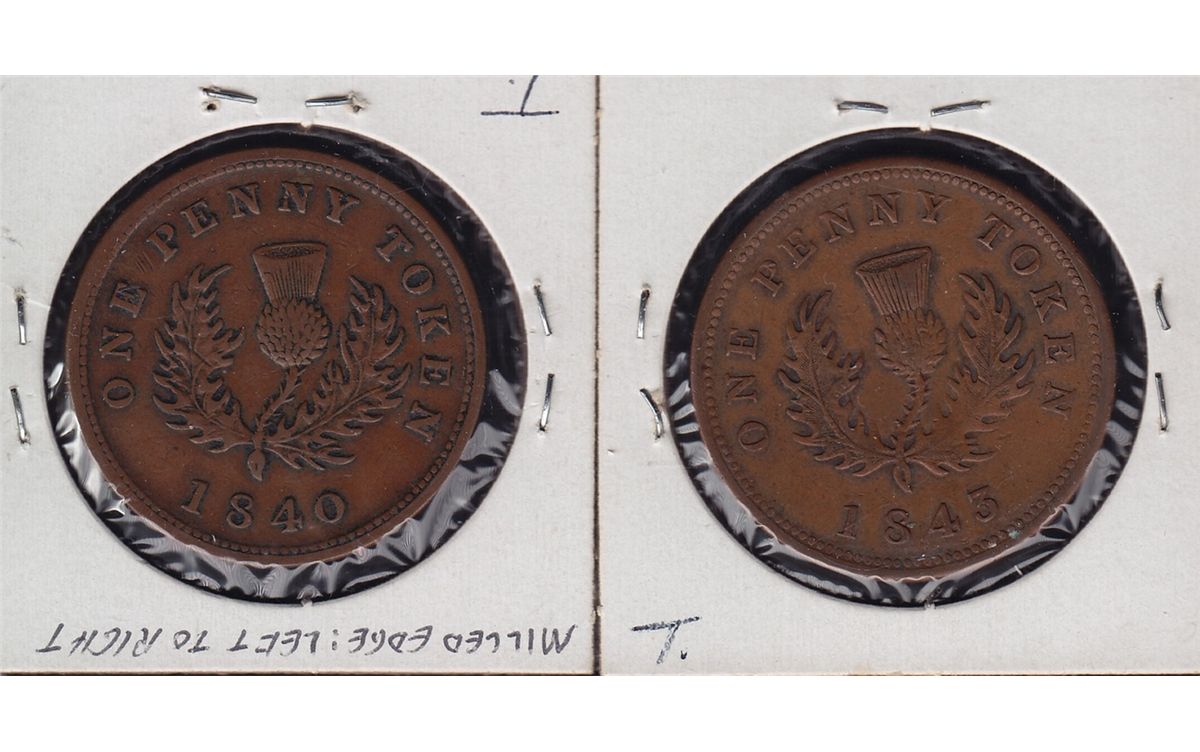 T.
ONE PENNY TOKEN
1840
MILLED EDGE: LEFT TO RIGHT
ONE PENNY TOKEN
1843
T.